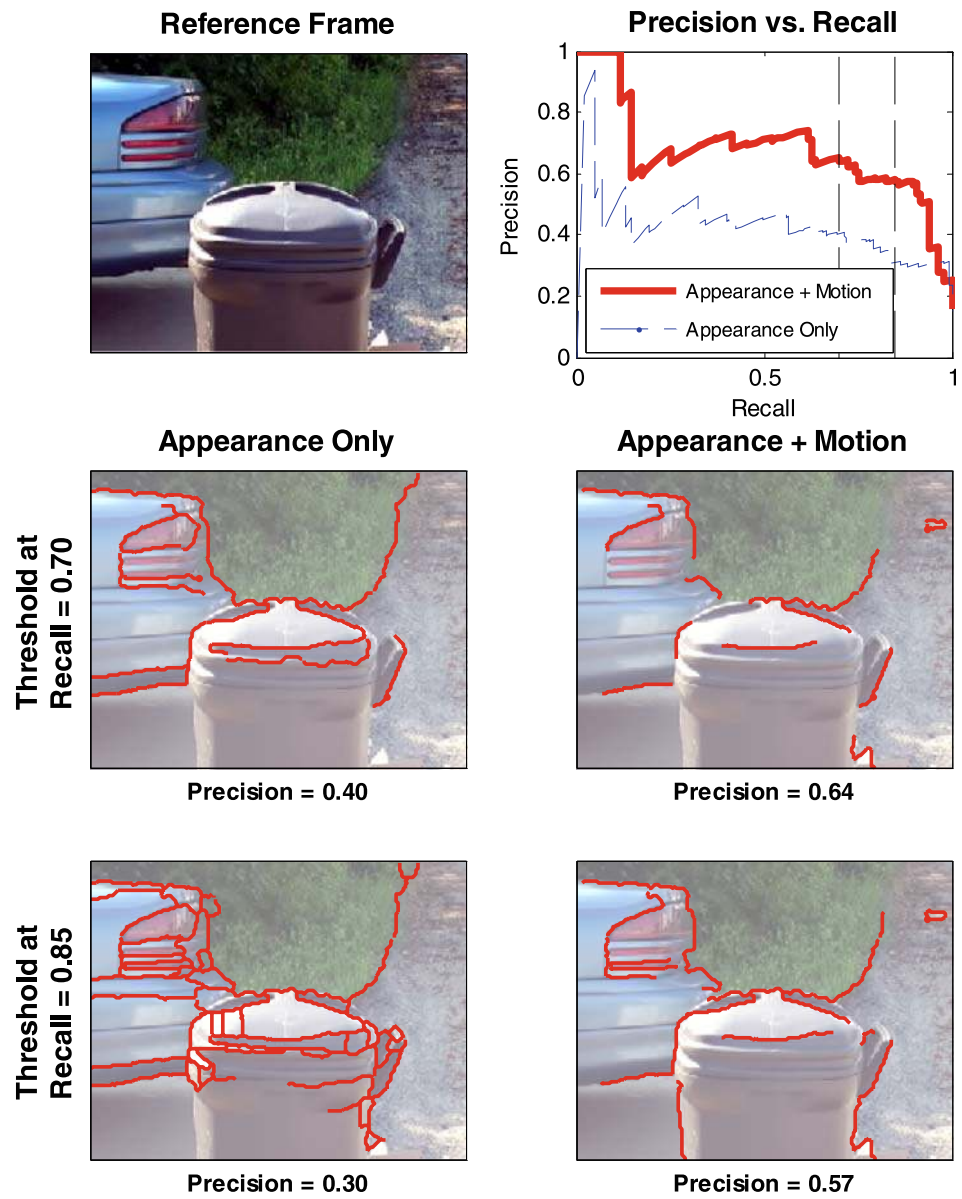 Reference Frame
Precision vs. Recall
1
0.8
0.6
0.4
0.2
0
Precision
Appearance + Motion
Appearance Only
0
0.5
1
Recall
Appearance Only
Appearance + Motion
Threshold at
Recall = 0.70
Precision = 0.40
Precision = 0.64
Threshold at
Recall = 0.85
Precision = 0.30
Precision = 0.57